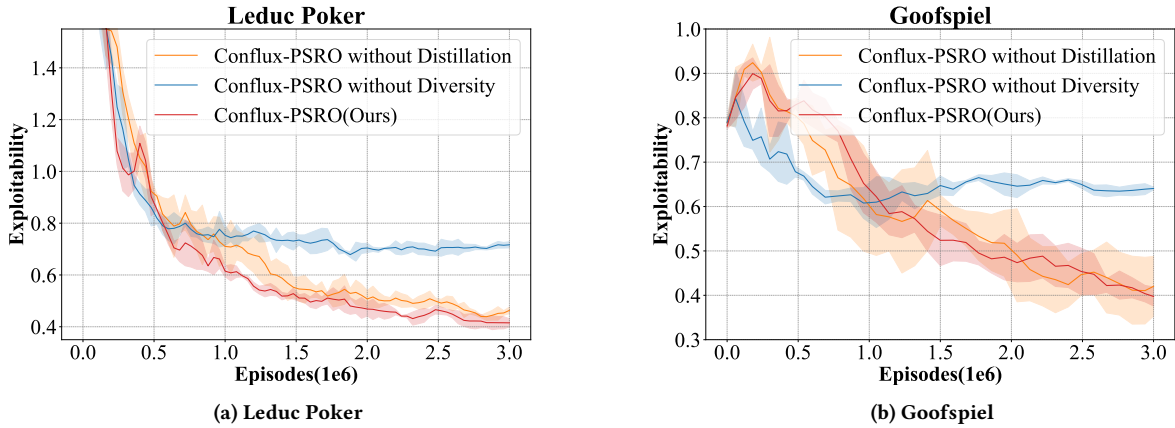 Leduc Poker
Conflux-PSRO without Distillation
Conflux-PSRO without Diversity
Conflux-PSRO(Ours)
Exploitability
1.4
1.2
1.0
0.8
0.6
0.4
0.0 0.5 1.0 1.5 2.0 2.5 3.0
Episodes(1e6)
(a) Leduc Poker
Goofspiel
Conflux-PSRO without Distillation
Conflux-PSRO without Diversity
Conflux-PSRO(Ours)
Exploitability
1.0
0.9
0.8
0.7
0.6
0.5
0.4
0.3
0.0 0.5 1.0 1.5 2.0 2.5 3.0
Episodes(1e6)
(b) Goofspiel